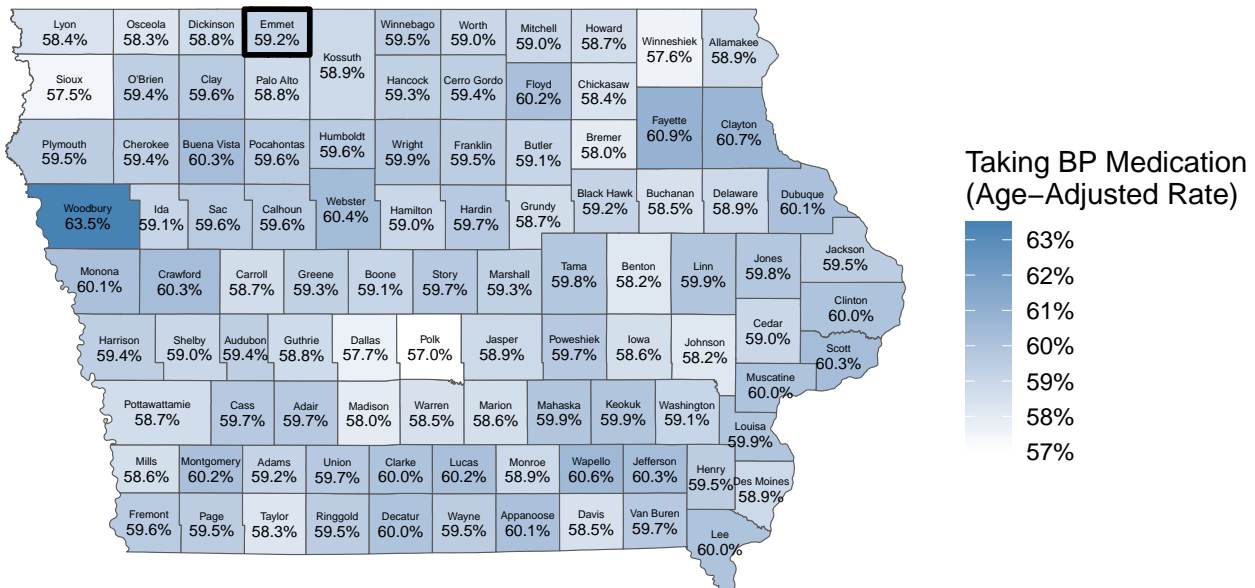 Lyon
58.4%
Osceola
58.3%
Dickinson
58.8%
Emmet
59.2%
Kossuth
58.9%
Winnebago
59.5%
Worth
59.0%
Mitchell
59.0%
Howard
58.7%
Winneshiek
57.6%
Allamakee
58.9%
Sioux
57.5%
O'Brien
59.4%
Clay
59.6%
Palo Alto
58.8%
Hancock
59.3%
Cerro Gordo
59.4%
Floyd
60.2%
Chickasaw
58.4%
Fayette
60.9%
Clayton
60.7%
Plymouth
59.5%
Cherokee
59.4%
Buena Vista
60.3%
Pocahontas
59.6%
Humboldt
59.6%
Wright
59.9%
Franklin
59.5%
Butler
59.1%
Bremer
58.0%
Woodbury
63.5%
Ida
59.1%
Sac
59.6%
Calhoun
59.6%
Webster
60.4%
Hamilton
59.0%
Hardin
59.7%
Grundy
58.7%
Black Hawk
59.2%
Buchanan
58.5%
Delaware
58.9%
Dubuque
60.1%
Monona
60.1%
Crawford
60.3%
Carroll
58.7%
Greene
59.3%
Boone
59.1%
Story
59.7%
Marshall
59.3%
Tama
59.8%
Benton
58.2%
Linn
59.9%
Jones
59.8%
Jackson
59.5%
Clinton
60.0%
Harrison
59.4%
Shelby
59.0%
Audubon
59.4%
Guthrie
58.8%
Dallas
57.7%
Polk
57.0%
Jasper
58.9%
Poweshiek
59.7%
Iowa
58.6%
Johnson
58.2%
Cedar
59.0%
Scott
60.3%
Muscatine
60.0%
Pottawattamie
58.7%
Cass
59.7%
Adair
59.7%
Madison
58.0%
Warren
58.5%
Marion
58.6%
Mahaska
59.9%
Keokuk
59.9%
Washington
59.1%
Louisa
59.9%
Mills
58.6%
Montgomery
60.2%
Adams
59.2%
Union
59.7%
Clarke
60.0%
Lucas
60.2%
Monroe
58.9%
Wapello
60.6%
Jefferson
60.3%
Henry
59.5%
Des Moines
58.9%
Fremont
59.6%
Page
59.5%
Taylor
58.3%
Ringgold
59.5%
Decatur
60.0%
Wayne
59.5%
Appanoose
60.1%
Davis
58.5%
Van Buren
59.7%
Lee
60.0%
Taking BP Medication
(Age−Adjusted Rate)
63%
62%
61%
60%
59%
58%
57%